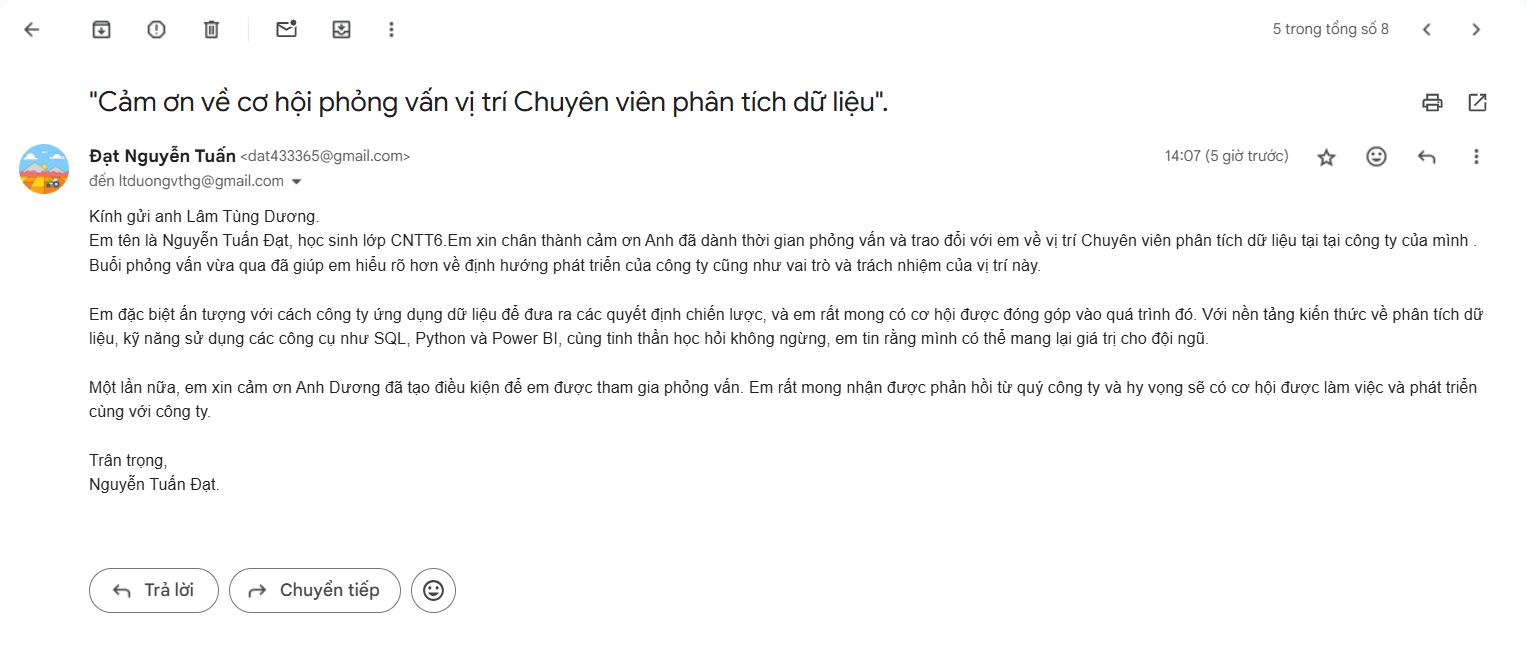 5 trong tổng số 8
"Cảm ơn về cơ hội phỏng vấn vị trí Chuyên viên phân tích dữ liệu".
Đạt Nguyễn Tuấn <dat433365@gmail.com>
14:07 (5 giờ trước)
đến ltduongvthg@gmail.com
Kính gửi anh Lâm Tùng Dương.
Em tên là Nguyễn Tuấn Đạt, học sinh lớp CNTT6.Em xin chân thành cảm ơn Anh đã dành thời gian phỏng vấn và trao đổi với em về vị trí Chuyên viên phân tích dữ liệu tại tại công ty của mình .
Buổi phỏng vấn vừa qua đã giúp em hiểu rõ hơn về định hướng phát triển của công ty cũng như vai trò và trách nhiệm của vị trí này.
Em đặc biệt ấn tượng với cách công ty ứng dụng dữ liệu để đưa ra các quyết định chiến lược, và em rất mong có cơ hội được đóng góp vào quá trình đó. Với nền tảng kiến thức về phân tích dữ
liệu, kỹ năng sử dụng các công cụ như SQL, Python và Power BI, cùng tinh thần học hỏi không ngừng, em tin rằng mình có thể mang lại giá trị cho đội ngũ.
Một lần nữa, em xin cảm ơn Anh Dương đã tạo điều kiện để em được tham gia phỏng vấn. Em rất mong nhận được phản hồi từ quý công ty và hy vọng sẽ có cơ hội được làm việc và phát triển
cùng với công ty.
Trân trọng,
Nguyễn Tuấn Đạt.
Trả lời
Chuyển tiếp